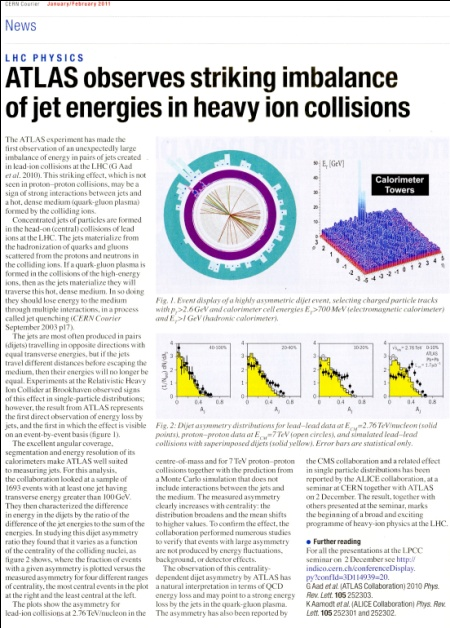 CERN Courier January/February 2011
News
LHC PHYSICS
ATLAS observes striking imbalance
of jet energies in heavy ion collisions
The ATLAS experiment has made the
first observation of an unexpectedly large
imbalance of energy in pairs of jets created
in lead-ion collisions at the LHC (G Aad
et al. 2010). This striking effect, which is not
seen in proton–proton collisions, may be a
sign of strong interactions between jets and
a hot, dense medium (quark-gluon plasma)
formed by the colliding ions.
Concentrated jets of particles are formed
in the head-on (central) collisions of lead
ions at the LHC. The jets materialize from
the hadronization of quarks and gluons
scattered from the protons and neutrons in
the colliding ions. If a quark-gluon plasma is
formed in the collisions of the high-energy
ions, then as the jets materialize they will
traverse this hot, dense medium. In so doing
they should lose energy to the medium
through multiple interactions, in a process
called jet quenching (CERN Courier
September 2003 p17).
The jets are most often produced in pairs
(dijets) travelling in opposite directions with
equal transverse energies, but if the jets
travel different distances before escaping the
medium, then their energies will no longer be
equal. Experiments at the Relativistic Heavy
Ion Collider at Brookhaven observed signs
of this effect in single-particle distributions;
however, the result from ATLAS represents
the first direct observation of energy loss by
jets, and the first in which the effect is visible
on an event-by-event basis (figure 1).
The excellent angular coverage,
segmentation and energy resolution of its
calorimeters make ATLAS well suited
to measuring jets. For this analysis,
the collaboration looked at a sample of
1693 events with at least one jet having
transverse energy greater than 100 GeV.
They then characterized the difference
in energy in the dijets by the ratio of the
difference of the jet energies to the sum of the
energies. In studying this dijet asymmetry
ratio they found that it varies as a function
of the centrality of the colliding nuclei, as
figure 2 shows, where the fraction of events
with a given asymmetry is plotted versus the
measured asymmetry for four different ranges
of centrality, the most central events in the plot
at the right and the least central at the left.
The plots show the asymmetry for
lead–ion collisions at 2.76 TeV/nucleon in the
E_T [GeV]
Calorimeter
Towers
Fig. 1. Event display of a highly asymmetric dijet event, selecting charged particle tracks
with p_T>2.6 GeV and calorimeter cell energies E_T>700 MeV (electromagnetic calorimeter)
and E_T>1 GeV (hadronic calorimeter).
40-100% 20-40% 10-20% 0-10%
ATLAS
Pb+Pb
0 0.4 0.8
A_J
Fig. 2: Dijet asymmetry distributions for lead–lead data at E_CM=2.76 TeV/nucleon (solid
points), proton–proton data at E_CM=7 TeV (open circles), and simulated lead–lead
collisions with superimposed dijets (solid yellow). Error bars are statistical only.
centre-of-mass and for 7 TeV proton–proton
collisions together with the prediction from
a Monte Carlo simulation that does not
include interactions between the jets and
the medium. The measured asymmetry
clearly increases with centrality: the
distribution broadens and the mean shifts
to higher values. To confirm the effect, the
collaboration performed numerous studies
to verify that events with large asymmetry
are not produced by energy fluctuations,
background, or detector effects.
The observation of this centrality-
dependent dijet asymmetry by ATLAS has
a natural interpretation in terms of QCD
energy loss and may point to a strong energy
loss by the jets in the quark-gluon plasma.
The asymmetry has also been reported by
the CMS collaboration and a related effect
in single particle distributions has been
reported by the ALICE collaboration, at a
seminar at CERN together with ATLAS
on 2 December. The result, together with
others presented at the seminar, marks
the beginning of a broad and exciting
programme of heavy-ion physics at the LHC.
● Further reading
For all the presentations at the LPCC
seminar on 2 December see http://
indico.cern.ch/conferenceDisplay.
py?confId=3D114939=20.
G Aad et al. (ATLAS Collaboration) 2010 Phys.
Rev. Lett. 105 252303.
K Aamodt et al. (ALICE Collaboration) Phys. Rev.
Lett. 105 252301 and 252302.